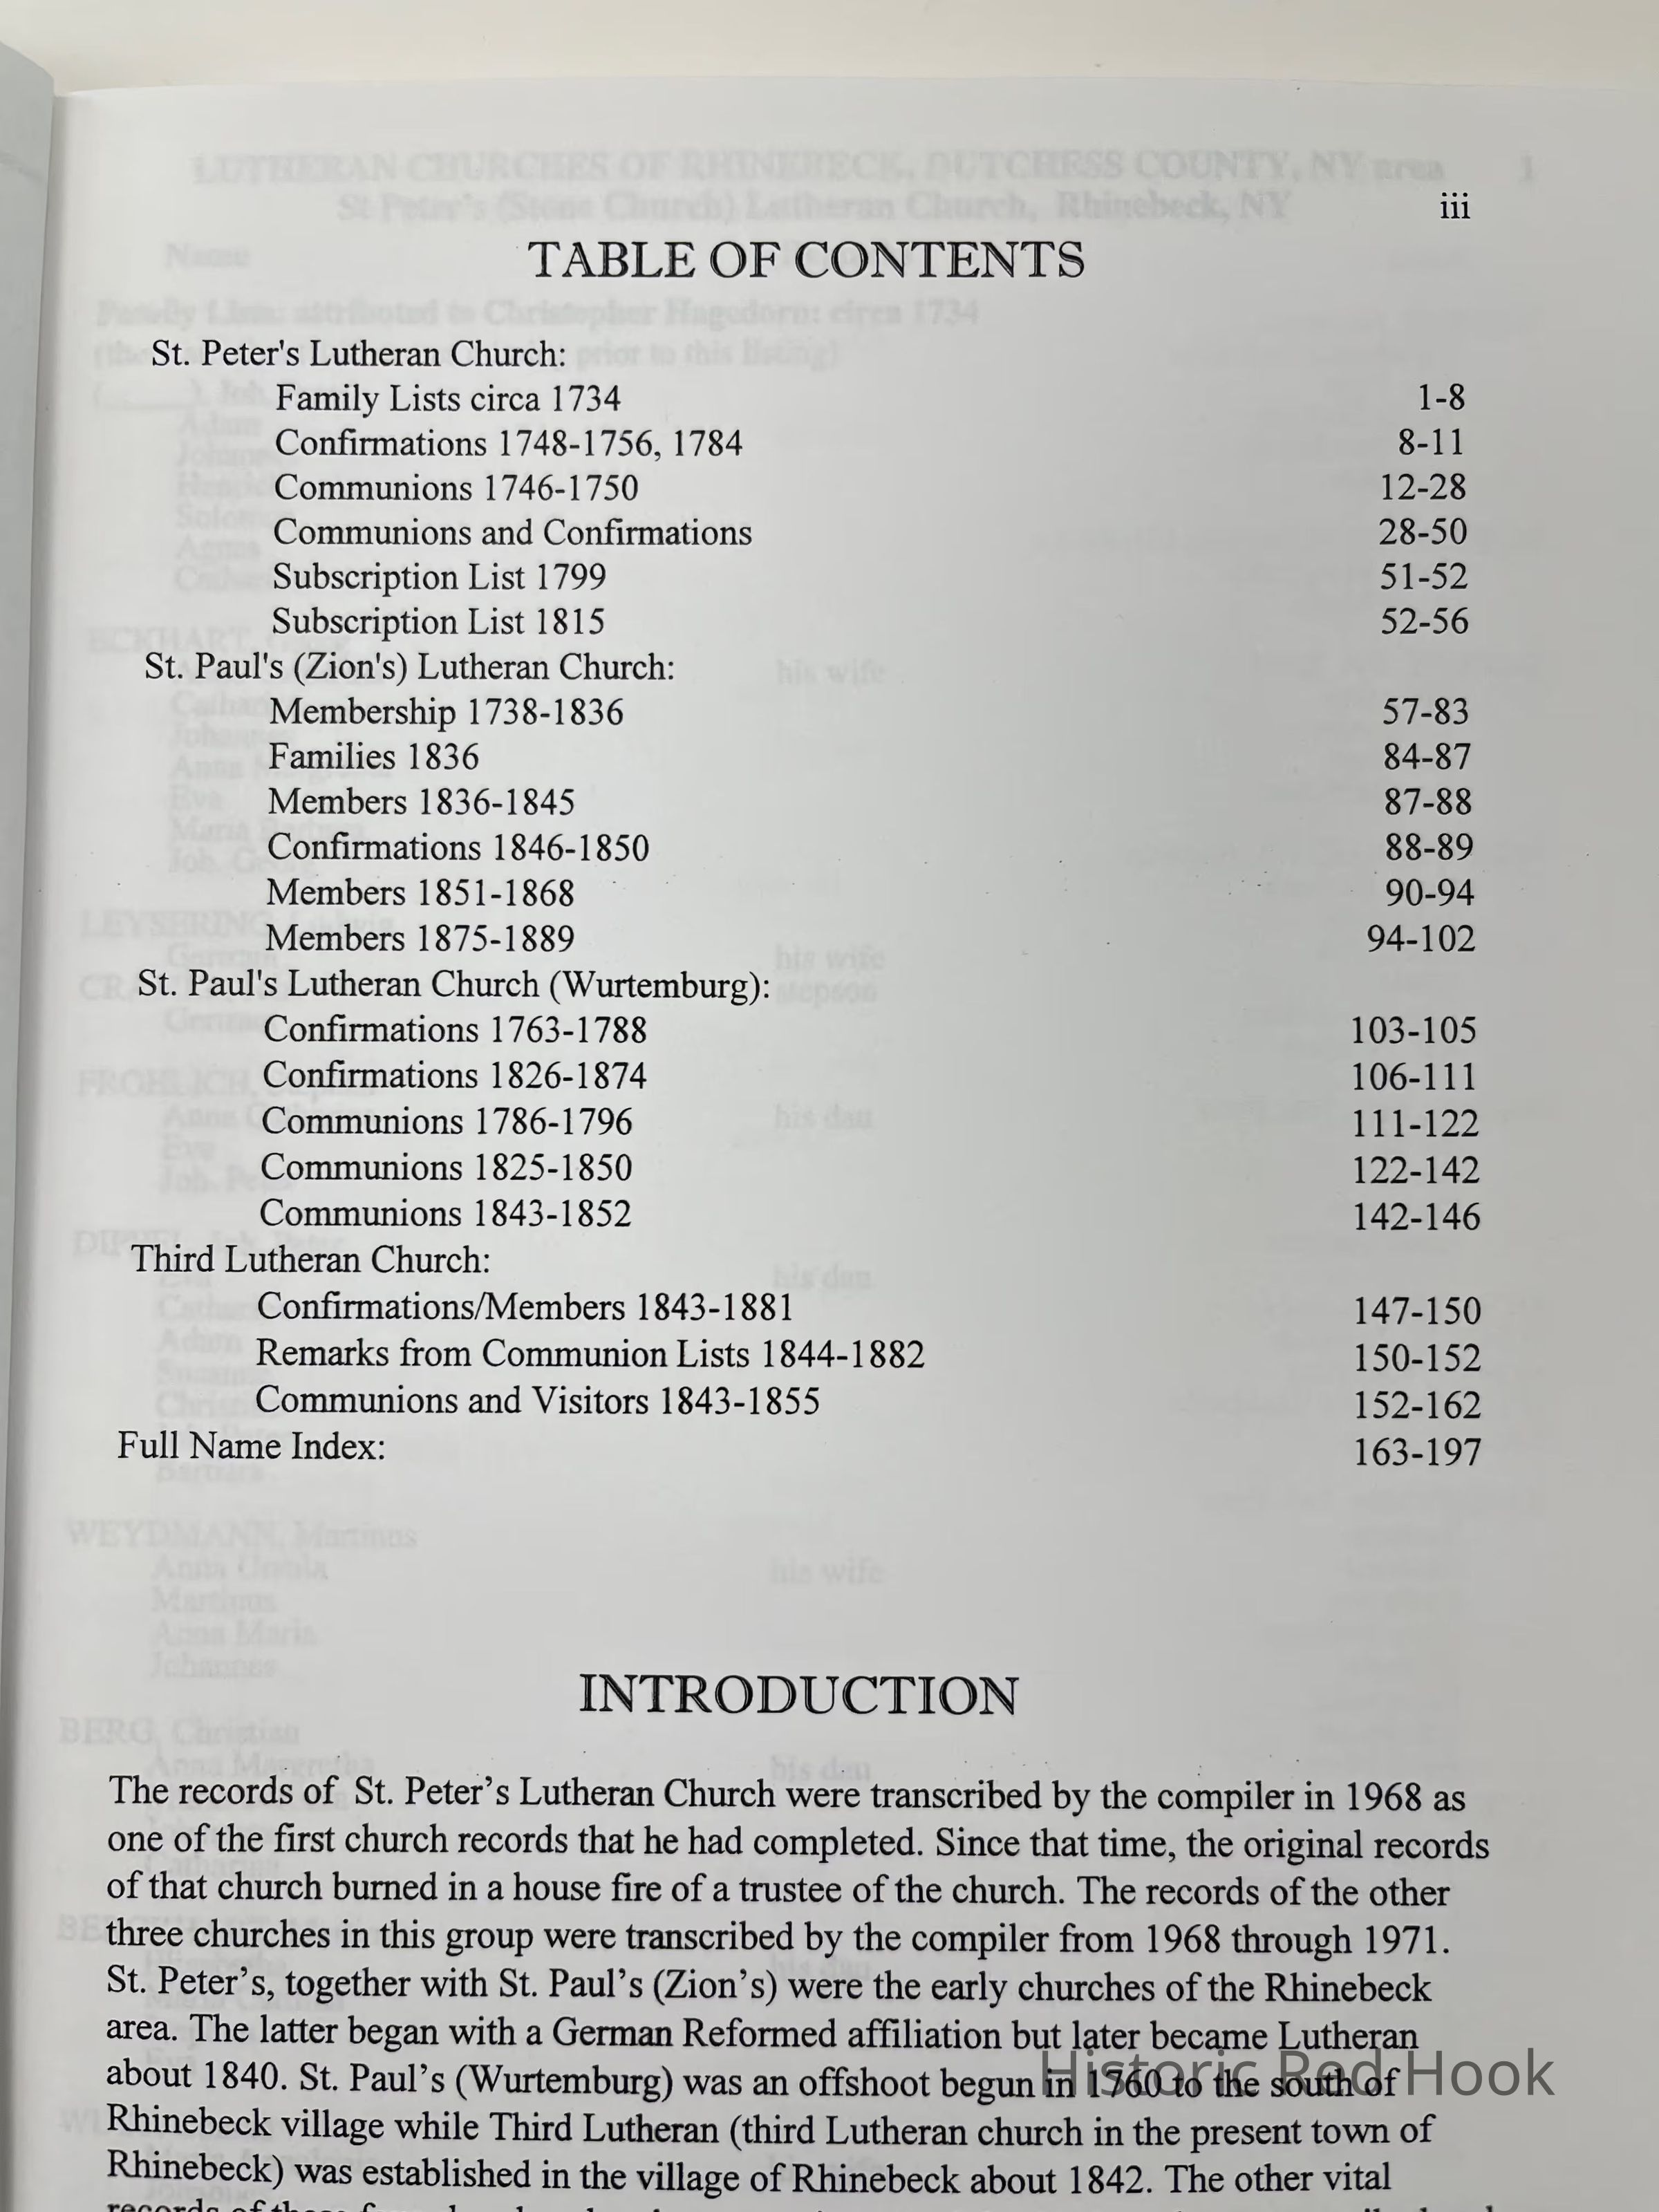 iii
TABLE OF CONTENTS
St. Peter's Lutheran Church:
Family Lists circa 1734 1-8
Confirmations 1748-1756, 1784 8-11
Communions 1746-1750 12-28
Communions and Confirmations 28-50
Subscription List 1799 51-52
Subscription List 1815 52-56
St. Paul's (Zion's) Lutheran Church:
Membership 1738-1836 57-83
Families 1836 84-87
Members 1836-1845 87-88
Confirmations 1846-1850 88-89
Members 1851-1868 90-94
Members 1875-1889 94-102
St. Paul's Lutheran Church (Wurtemburg):
Confirmations 1763-1788 103-105
Confirmations 1826-1874 106-111
Communions 1786-1796 111-122
Communions 1825-1850 122-142
Communions 1843-1852 142-146
Third Lutheran Church:
Confirmations/Members 1843-1881 147-150
Remarks from Communion Lists 1844-1882 150-152
Communions and Visitors 1843-1855 152-162
Full Name Index: 163-197
INTRODUCTION
The records of St. Peter’s Lutheran Church were transcribed by the compiler in 1968 as
one of the first church records that he had completed. Since that time, the original records
of that church burned in a house fire of a trustee of the church. The records of the other
three churches in this group were transcribed by the compiler from 1968 through 1971.
St. Peter’s, together with St. Paul’s (Zion’s) were the early churches of the Rhinebeck
area. The latter began with a German Reformed affiliation but later became Lutheran
about 1840. St. Paul’s (Wurtemburg) was an offshoot begun in 1760 to the south of
Historic Red Hook
Rhinebeck village while Third Lutheran (third Lutheran church in the present town of
Rhinebeck) was established in the village of Rhinebeck about 1842. The other vital